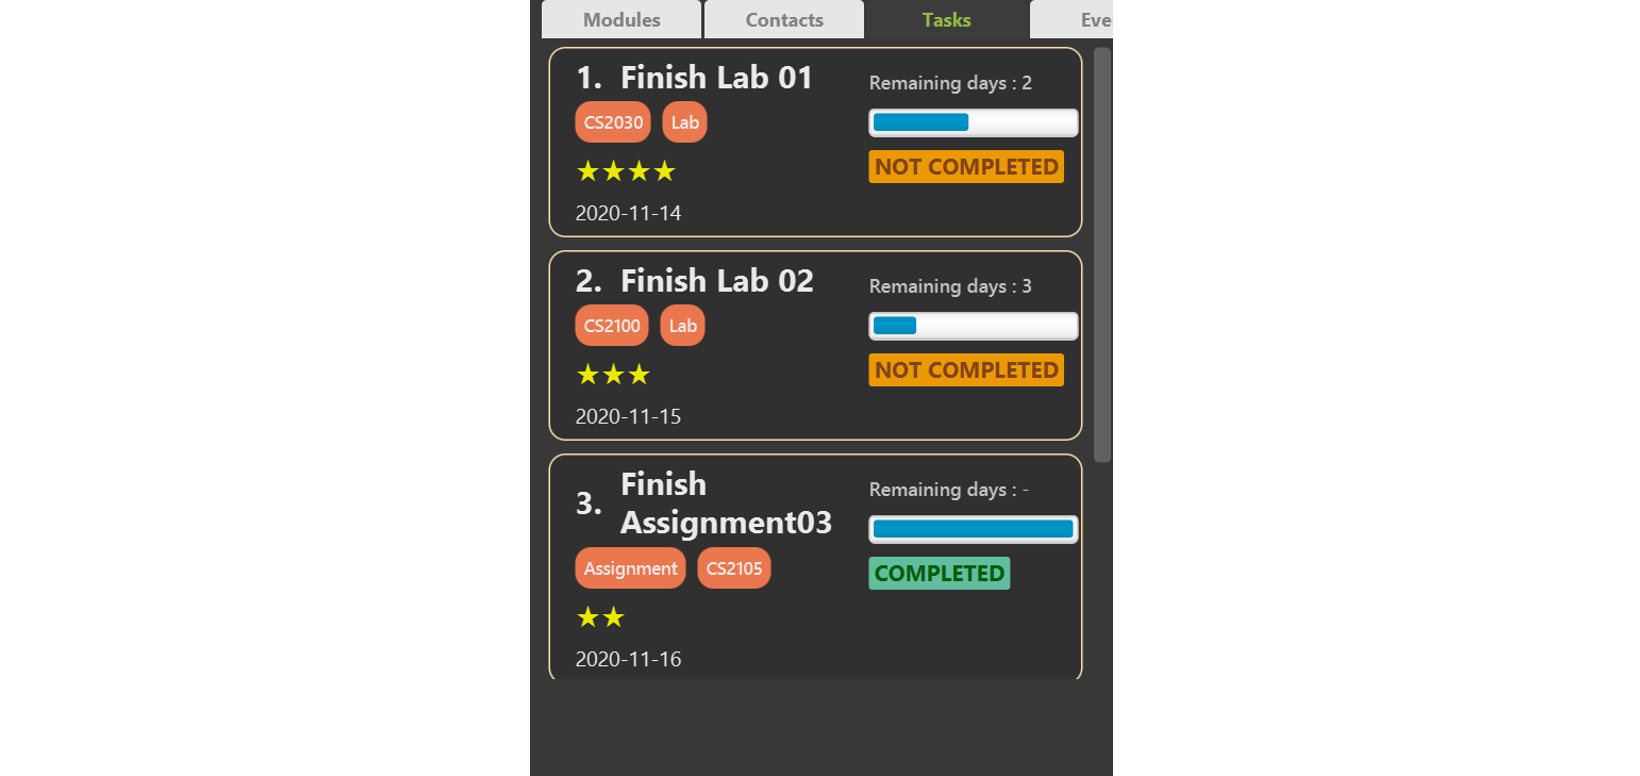 Modules Contacts Tasks
1. Finish Lab 01
Remaining days : 2
CS2030 Lab
NOT COMPLETED
★★★★
2020-11-14
2. Finish Lab 02
Remaining days : 3
CS2100 Lab
NOT COMPLETED
★★★
2020-11-15
3. Finish
Assignment03
Remaining days : -
Assignment CS2105
COMPLETED
★★
2020-11-16